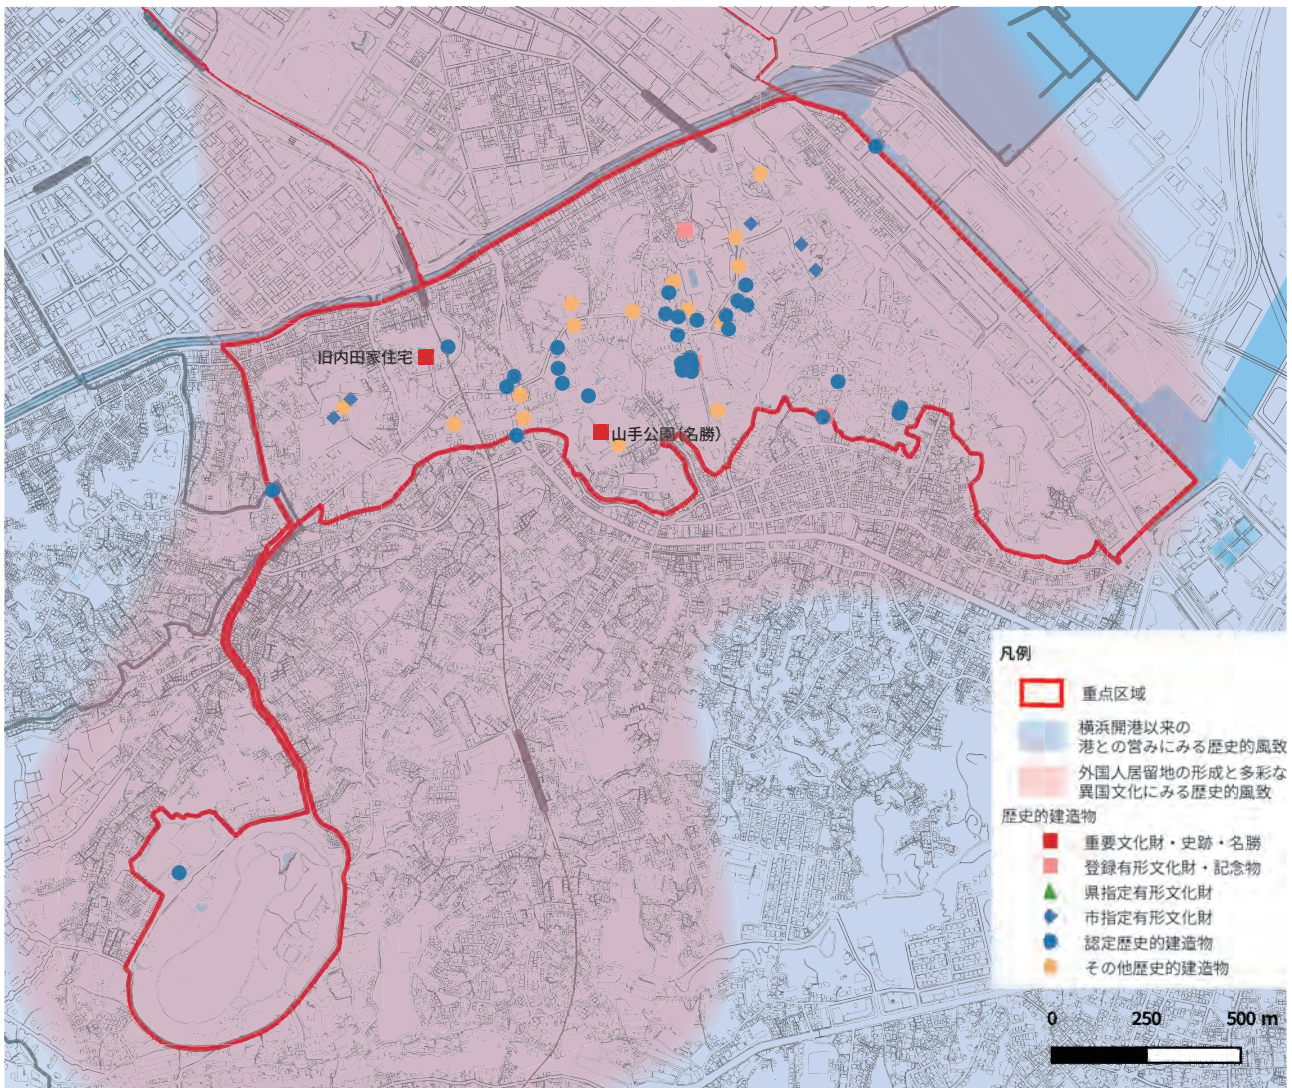 旧内田家住宅
山手公園(名勝)
凡例
重点区域
横浜開港以来の
港との営みにみる歴史的風致
外国人居留地の形成と多彩な
異国文化にみる歴史的風致
歴史的建造物
重要文化財・史跡・名勝
登録有形文化財・記念物
県指定有形文化財
市指定有形文化財
認定歴史的建造物
その他歴史的建造物
0 250 500 m